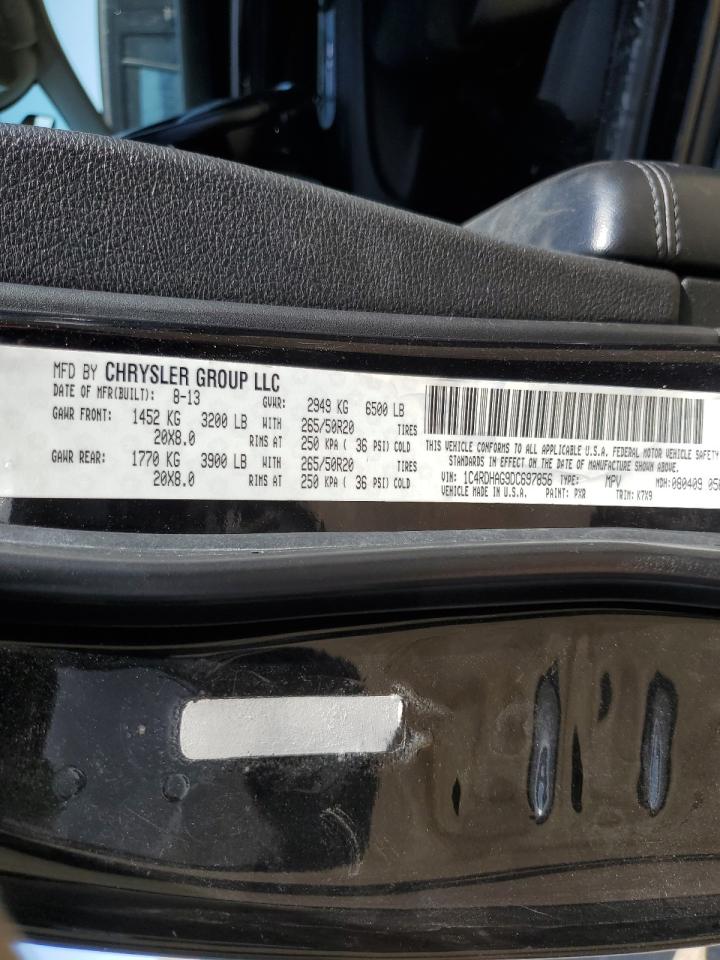 MFD BY CHRYSLER GROUP LLC
DATE OF MFR(BUILT): 8-13 GVWR: 2949 KG 6500 LB
GAWR FRONT: 1452 KG 3200 LB WITH 265/50R20 TIRES
20X8.0 RIMS AT 250 KPA ( 36 PSI) COLD
GAWR REAR: 1770 KG 3900 LB WITH 265/50R20 TIRES
20X8.0 RIMS AT 250 KPA ( 36 PSI) COLD
THIS VEHICLE CONFORMS TO ALL APPLICABLE U.S.A. FEDERAL MOTOR VEHICLE SAFETY
STANDARDS IN EFFECT ON THE DATE OF MANUFACTURE SHOWN ABOVE.
VIN: 1C4RDHAG9DC697856 TYPE: MPV MDH:080409 050
VEHICLE MADE IN U.S.A. PAINT: PXR TRIM: K7X9